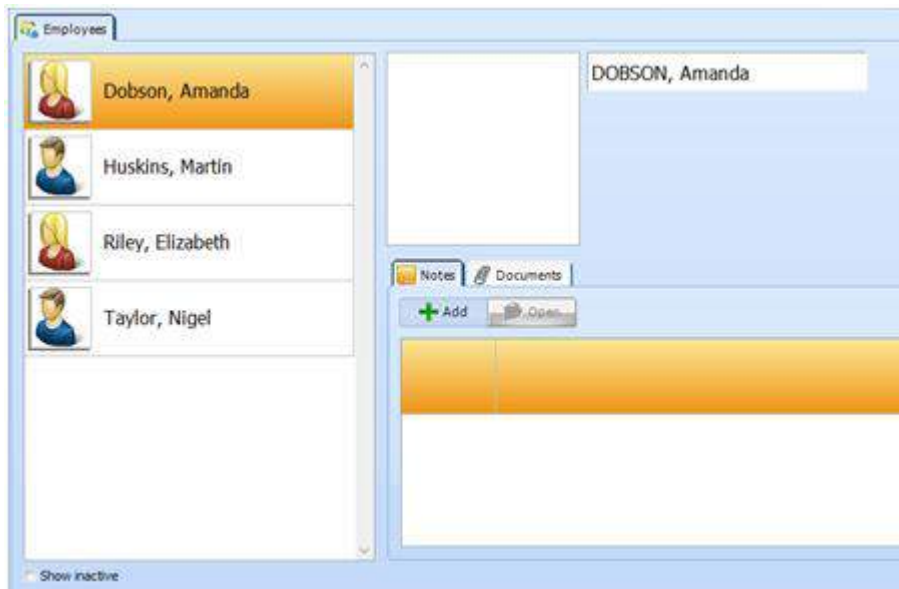 Employees
Dobson, Amanda
Huskins, Martin
Riley, Elizabeth
Taylor, Nigel
Show inactive
DOBSON, Amanda
Notes
Documents
Add
Open